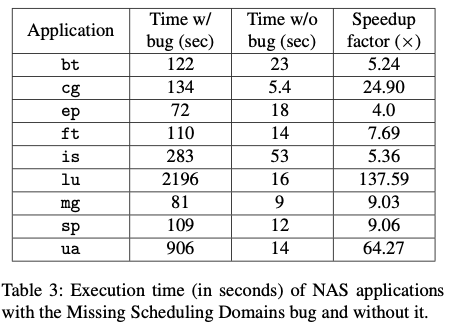 Application Time w/ bug (sec) Time w/o bug (sec) Speedup factor (×)
bt 122 23 5.24
cg 134 5.4 24.90
ep 72 18 4.0
ft 110 14 7.69
is 283 53 5.36
lu 2196 16 137.59
mg 81 9 9.03
sp 109 12 9.06
ua 906 14 64.27
Table 3: Execution time (in seconds) of NAS applications
with the Missing Scheduling Domains bug and without it.